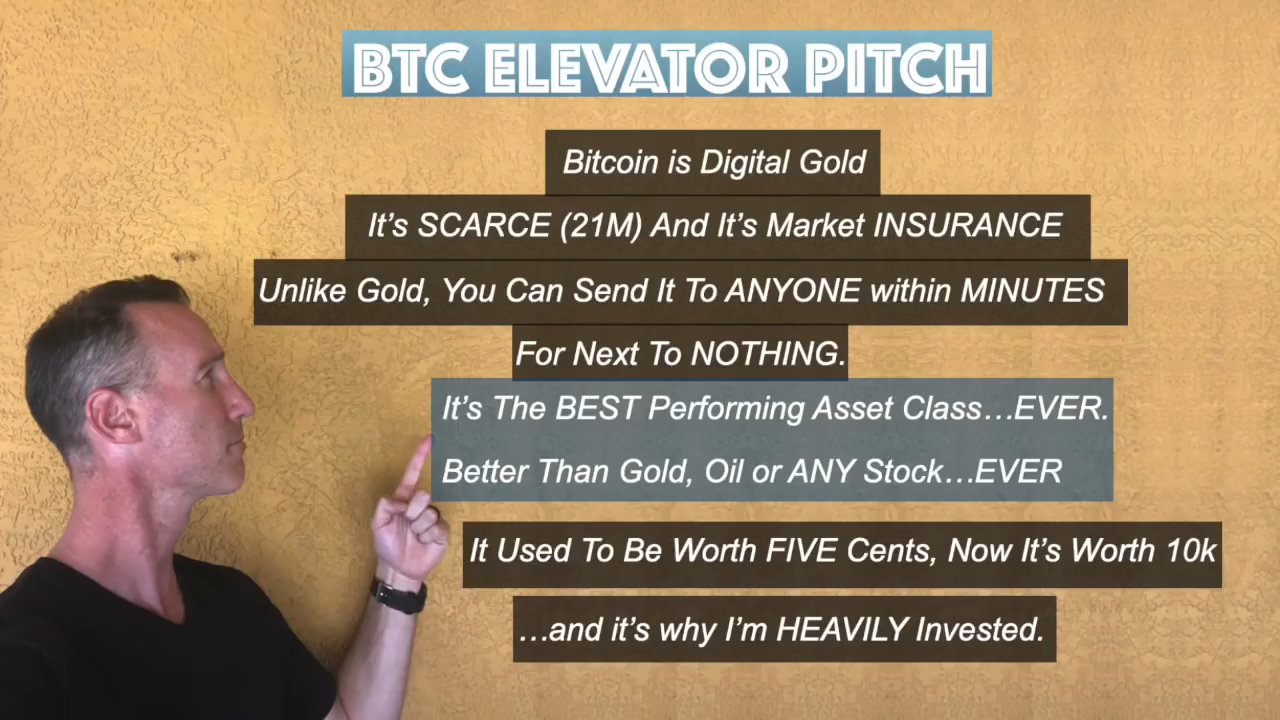 BTC ELEVATOR PITCH
Bitcoin is Digital Gold
It’s SCARCE (21M) And It’s Market INSURANCE
Unlike Gold, You Can Send It To ANYONE within MINUTES
For Next To NOTHING.
It’s The BEST Performing Asset Class…EVER.
Better Than Gold, Oil or ANY Stock…EVER
It Used To Be Worth FIVE Cents, Now It’s Worth 10k
…and it’s why I’m HEAVILY Invested.